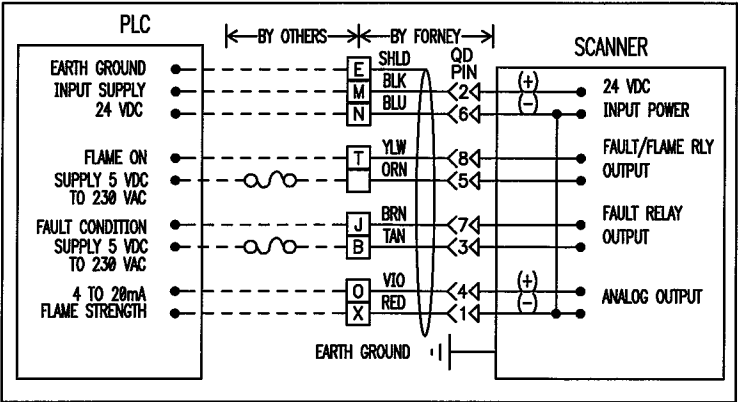 PLC
BY OTHERS
BY FORNEY
SCANNER
EARTH GROUND
E
SHLD
QD
PIN
INPUT SUPPLY
24 VDC
M
BLK
2
(+)
24 VDC
N
BLU
6
(–)
INPUT POWER
FLAME ON
T
YLW
8
FAULT/FLAME RLY
OUTPUT
SUPPLY 5 VDC
TO 230 VAC
ORN
5
FAULT CONDITION
J
BRN
7
FAULT RELAY
OUTPUT
SUPPLY 5 VDC
TO 230 VAC
B
TAN
3
4 TO 20mA
FLAME STRENGTH
O
VIO
4
(+)
ANALOG OUTPUT
X
RED
1
(–)
EARTH GROUND